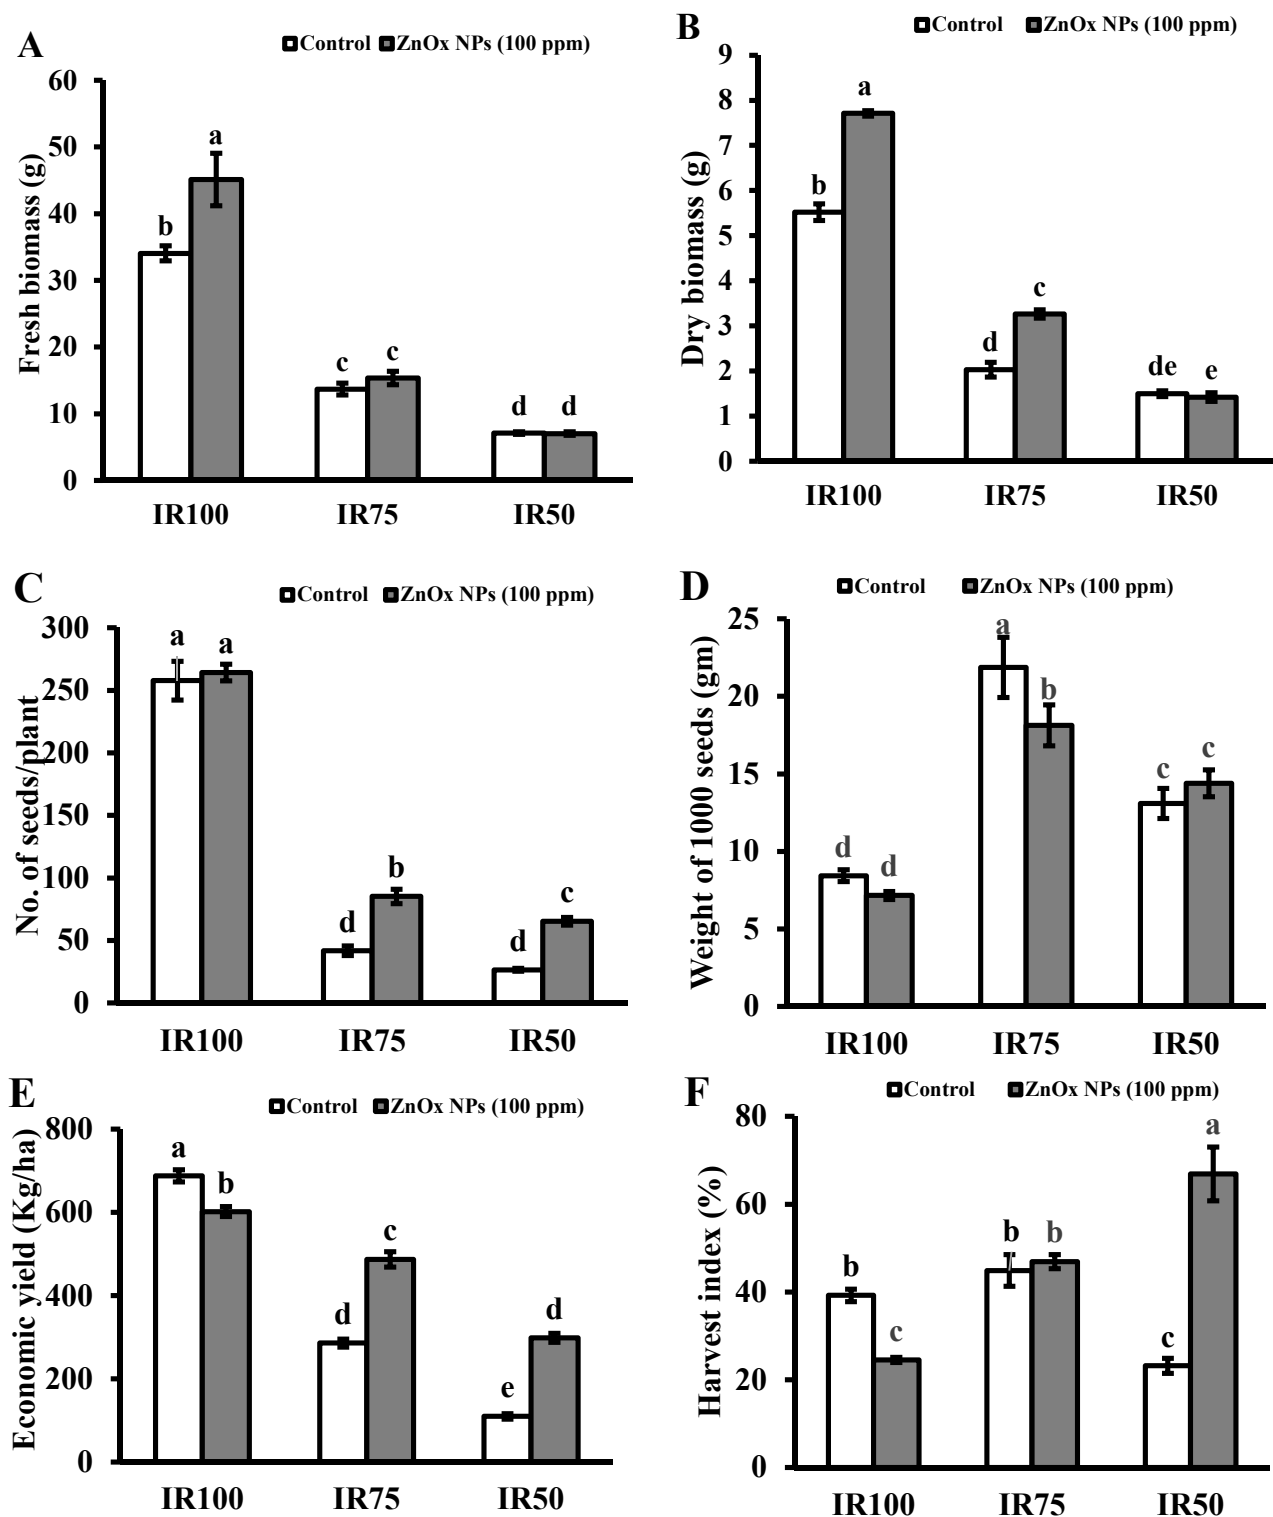 A
Control ZnOx NPs (100 ppm)
Fresh biomass (g)
60
50
40
30
20
10
0
b
a
c
c
d
d
IR100 IR75 IR50
B
Control ZnOx NPs (100 ppm)
Dry biomass (g)
9
8
7
6
5
4
3
2
1
0
b
a
d
c
de
e
IR100 IR75 IR50
C
Control ZnOx NPs (100 ppm)
No. of seeds/plant
300
250
200
150
100
50
0
a
a
d
b
d
c
IR100 IR75 IR50
D
Control ZnOx NPs (100 ppm)
Weight of 1000 seeds (gm)
25
20
15
10
5
0
d
d
a
b
c
c
IR100 IR75 IR50
E
Control ZnOx NPs (100 ppm)
Economic yield (Kg/ha)
800
600
400
200
0
a
b
d
c
e
d
IR100 IR75 IR50
F
Control ZnOx NPs (100 ppm)
Harvest index (%)
80
60
40
20
0
b
c
b
b
c
a
IR100 IR75 IR50